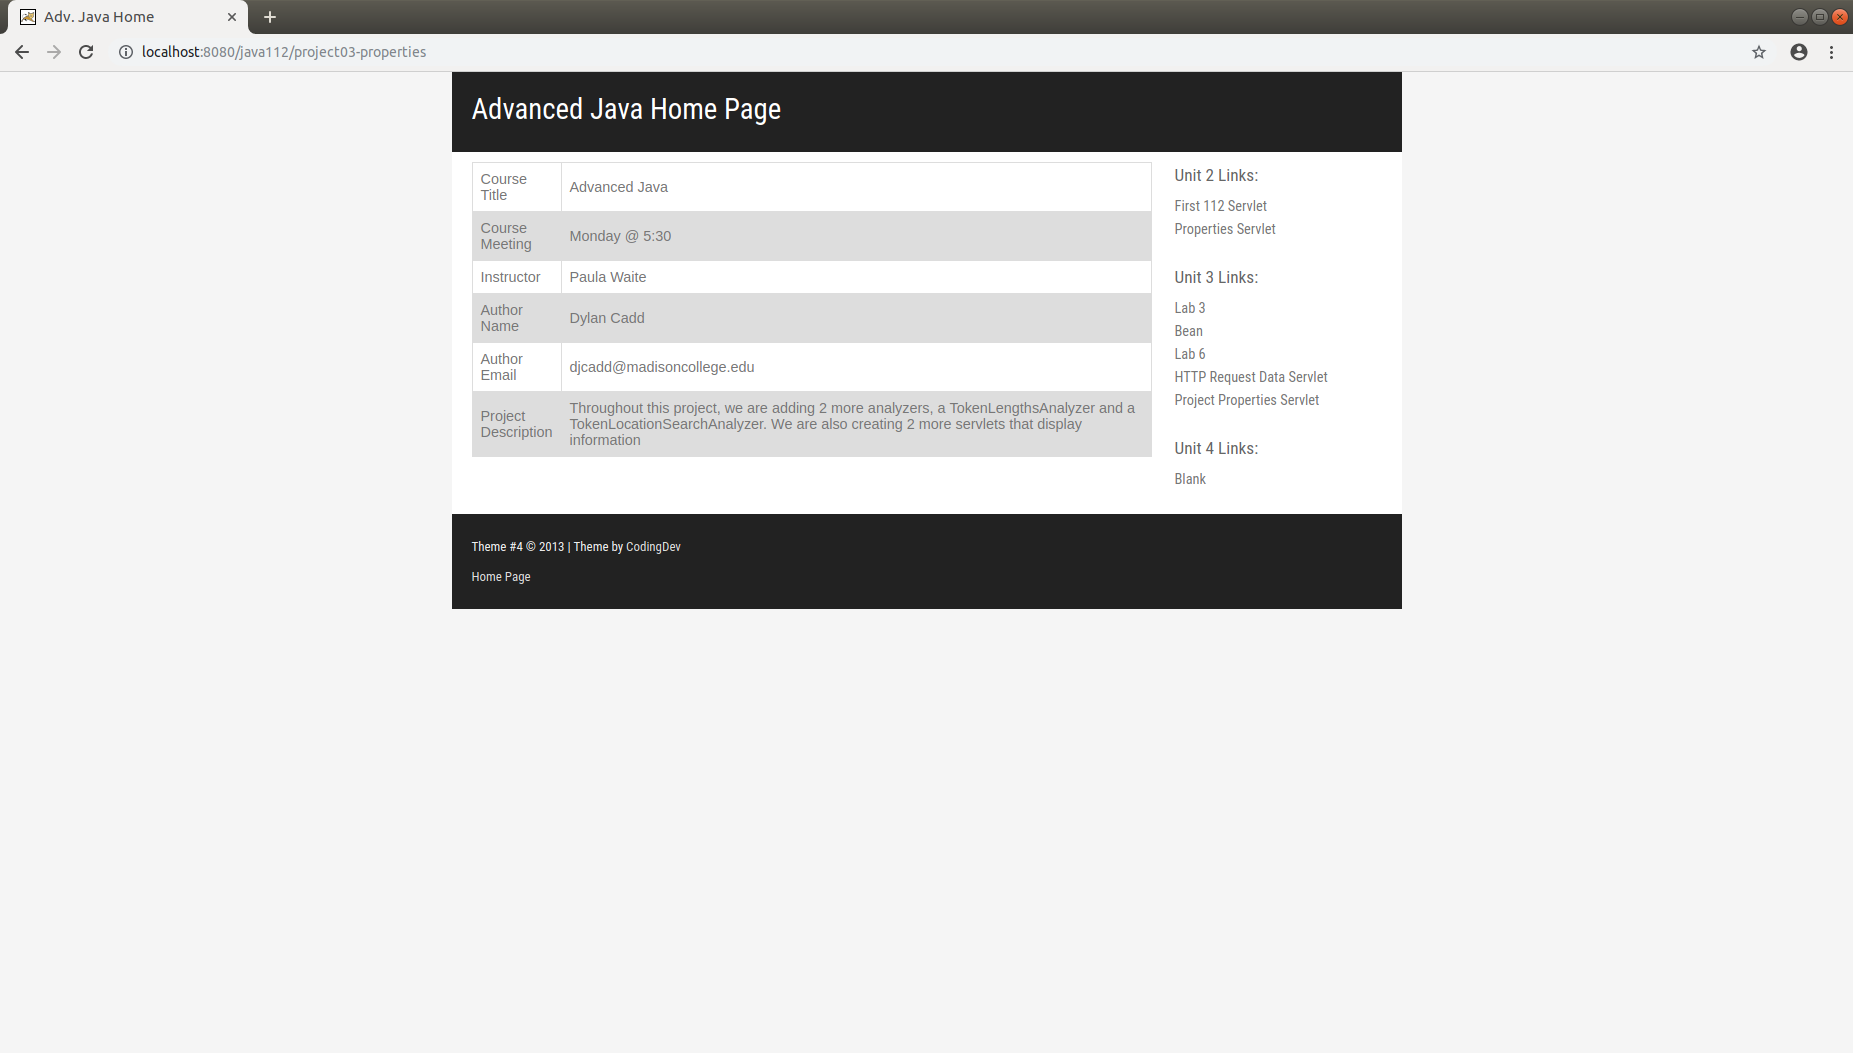 Adv. Java Home
localhost:8080/java112/project03-properties
Advanced Java Home Page
Course
Title
Advanced Java
Course
Meeting
Monday @ 5:30
Instructor
Paula Waite
Author
Name
Dylan Cadd
Author
Email
djcadd@madisoncollege.edu
Project
Description
Throughout this project, we are adding 2 more analyzers, a TokenLengthsAnalyzer and a
TokenLocationSearchAnalyzer. We are also creating 2 more servlets that display
information
Unit 2 Links:
First 112 Servlet
Properties Servlet
Unit 3 Links:
Lab 3
Bean
Lab 6
HTTP Request Data Servlet
Project Properties Servlet
Unit 4 Links:
Blank
Theme #4 © 2013 | Theme by CodingDev
Home Page